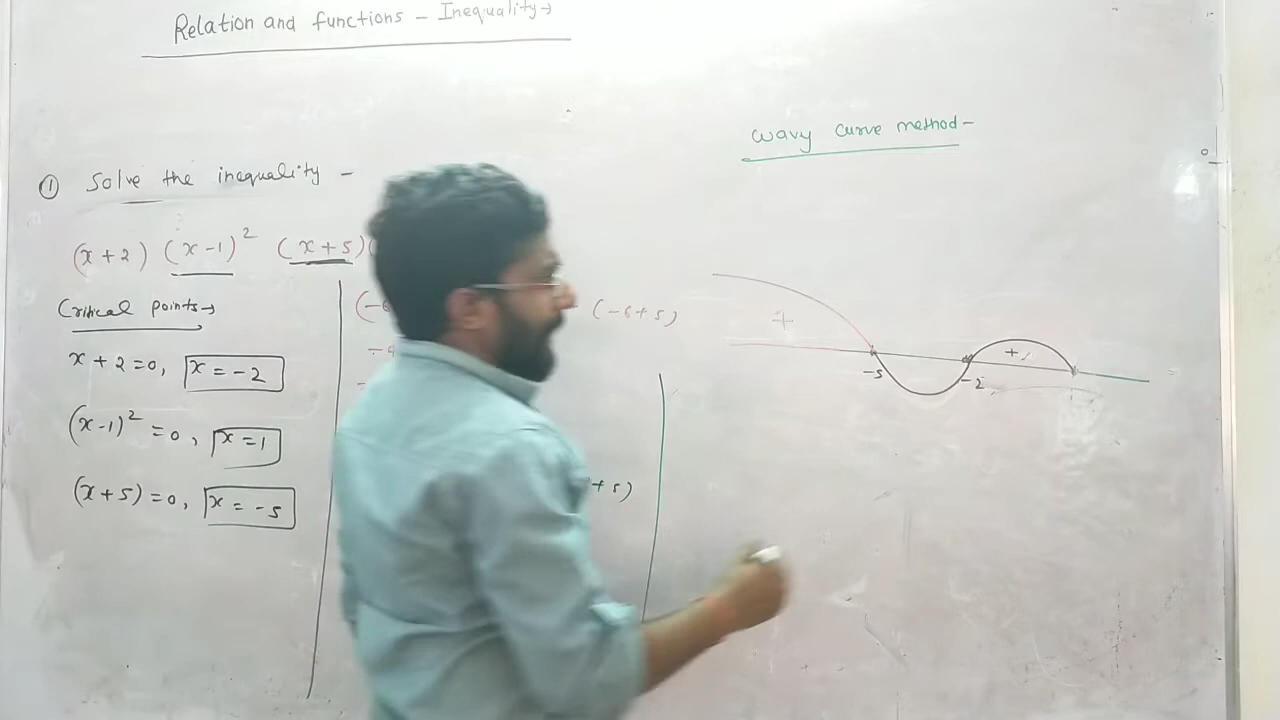 Relation and functions – Inequality →
① Solve the inequality –
(x+2) (x-1)² (x+5)
Critical points →
x+2=0, x=-2
(x-1)²=0, x=1
(x+5)=0, x=-5
(-6+5)
+5)
Wavy Curve method –
+
-5
-2
+